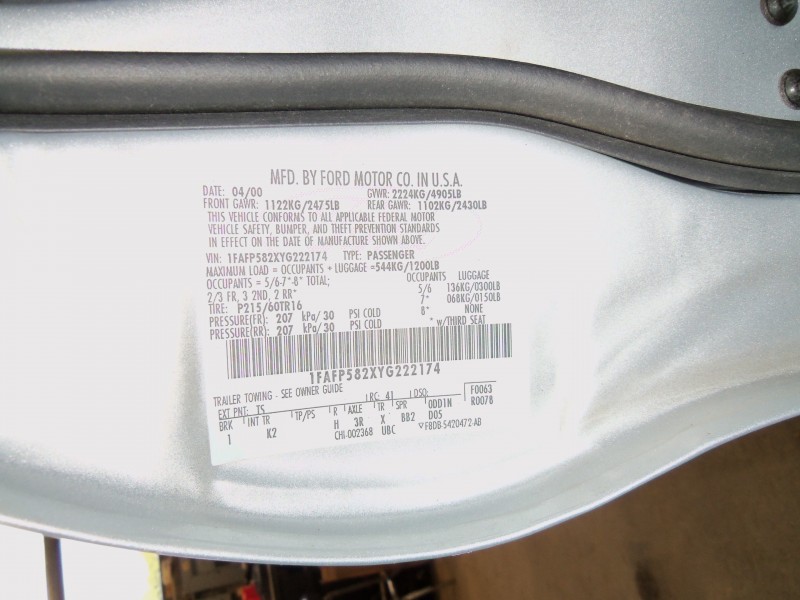 MFD. BY FORD MOTOR CO. IN U.S.A.
DATE: 04/00 GVWR: 2224KG/4905LB
FRONT GAWR: 1122KG/2475LB REAR GAWR: 1102KG/2430LB
THIS VEHICLE CONFORMS TO ALL APPLICABLE FEDERAL MOTOR
VEHICLE SAFETY, BUMPER, AND THEFT PREVENTION STANDARDS
IN EFFECT ON THE DATE OF MANUFACTURE SHOWN ABOVE
VIN: 1FAFP582XYG222174 TYPE: PASSENGER
MAXIMUM LOAD = OCCUPANTS + LUGGAGE =544KG/1200LB
OCCUPANTS = 5/6-7*-8* TOTAL; OCCUPANTS LUGGAGE
2/3 FR, 3 2ND, 2 RR* 5/6 136KG/0300LB
TIRE: P215/60TR16 7* 068KG/0150LB
PRESSURE(FR) 207 kPa/30 PSI COLD 8* NONE
PRESSURE(RR) 207 kPa/30 PSI COLD * w/THIRD SEAT
1FAFP582XYG222174
TRAILER TOWING - SEE OWNER GUIDE
EXT PNT: TS RC: 41 DSO: F0063
BRK INT TR TP/PS R AXLE TR SPR ODD1N R007B
1 K2 H 3R X BB2 D05
CHI-002368 UBC ▽F8DB-5420472-AB